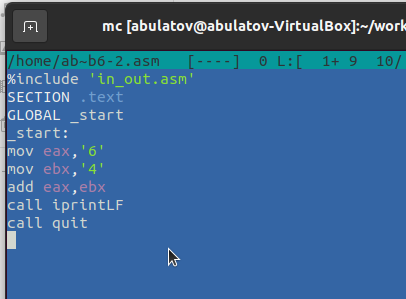 mc [abulatov@abulatov-VirtualBox]:~/work
/home/ab~b6-2.asm [----] 0 L:[ 1+ 9 10/
%include 'in_out.asm'
SECTION .text
GLOBAL _start
_start:
mov eax,'6'
mov ebx,'4'
add eax,ebx
call iprintLF
call quit